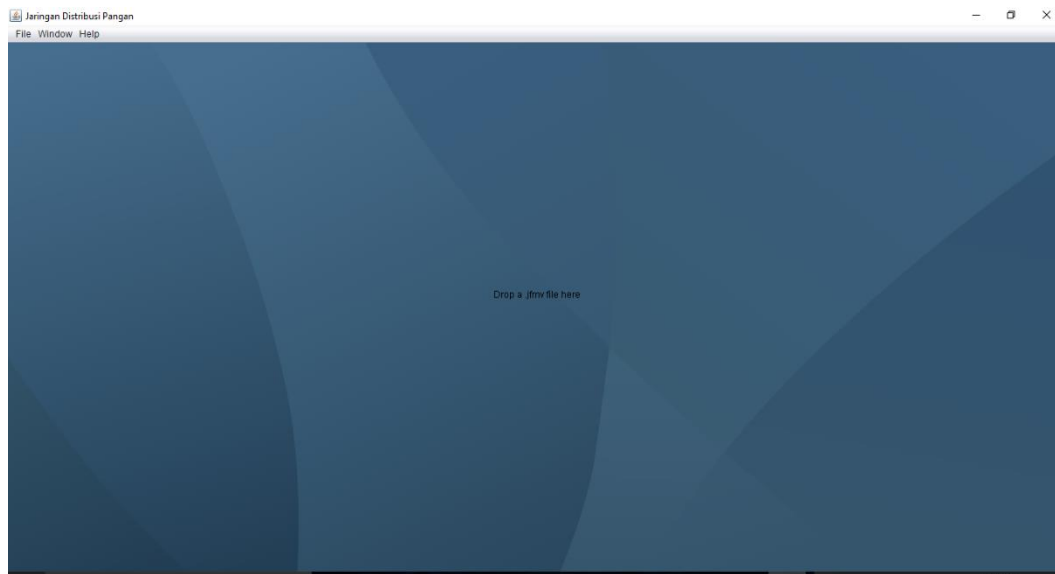 Jaringan Distribusi Pangan
File Window Help
Drop a .jfmv file here